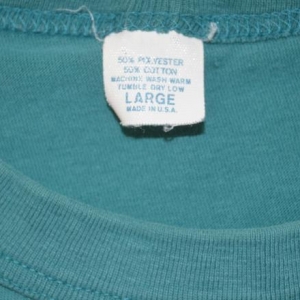 50% POLYESTER
50% COTTON
MACHINE WASH WARM
TUMBLE DRY LOW
LARGE
MADE IN U.S.A.